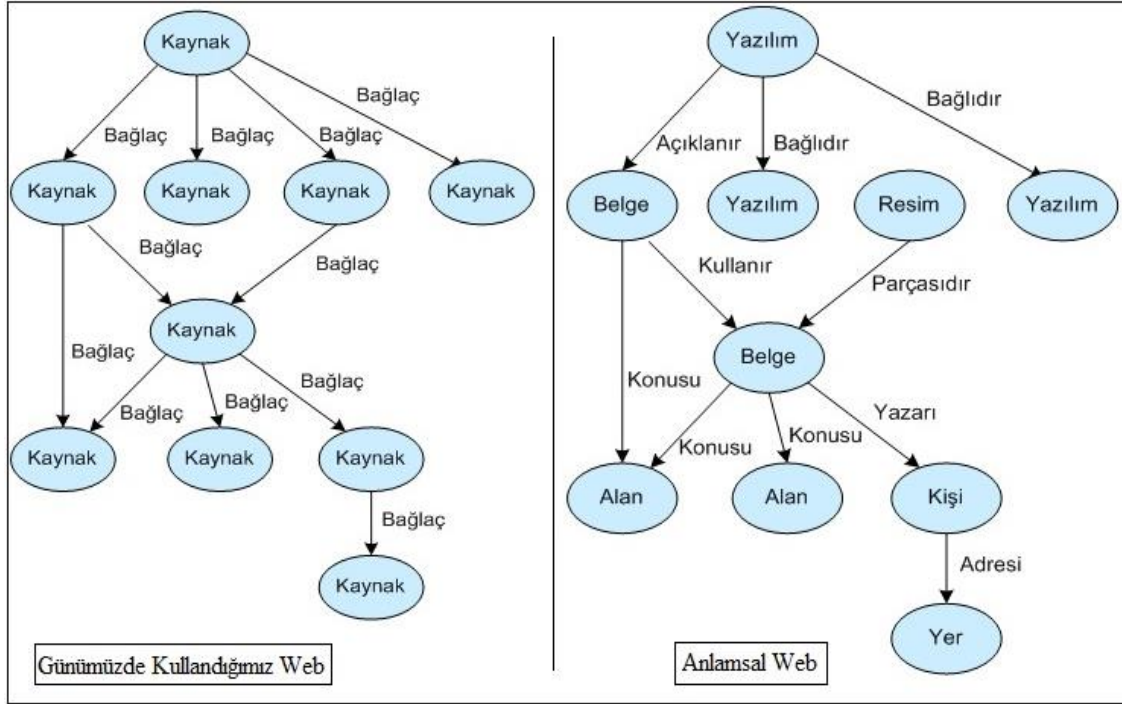 Kaynak
Bağlaç
Bağlaç
Bağlaç
Bağlaç
Kaynak
Kaynak
Kaynak
Kaynak
Bağlaç
Bağlaç
Kaynak
Bağlaç
Bağlaç
Bağlaç
Bağlaç
Kaynak
Kaynak
Kaynak
Bağlaç
Kaynak
Günümüzde Kullandığımız Web
Yazılım
Bağlıdır
Açıklanır
Bağlıdır
Belge
Yazılım
Resim
Yazılım
Kullanır
Parçasıdır
Belge
Konusu
Yazarı
Konusu
Konusu
Alan
Alan
Kişi
Adresi
Yer
Anlamsal Web